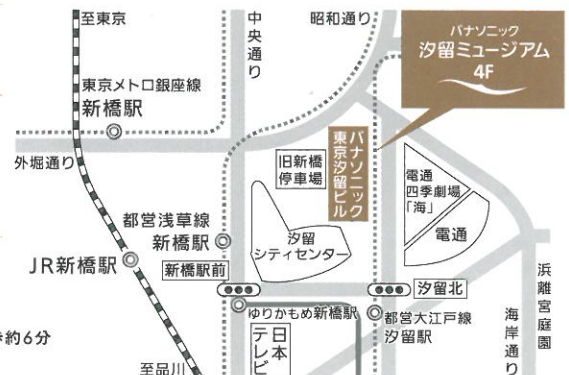 至東京
中央通り
昭和通り
パナソニック
汐留ミュージアム
4F
東京メトロ銀座線
新橋駅
外堀通り
旧新橋
停車場
パナソニック
東京汐留ビル
電通
四季劇場
「海」
電通
都営浅草線
新橋駅
汐留
シティセンター
JR新橋駅
新橋駅前
汐留北
浜離宮庭園
海岸通り
ゆりかもめ新橋駅
都営大江戸線
汐留駅
日本
テレビ
歩約6分
至品川